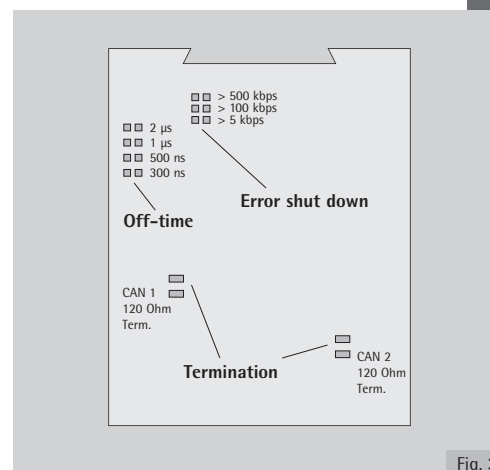 > 500 kbps
> 100 kbps
> 5 kbps
2 µs
1 µs
500 ns
300 ns
Error shut down
Off-time
CAN 1
120 Ohm
Term.
Termination
CAN 2
120 Ohm
Term.
Fig.